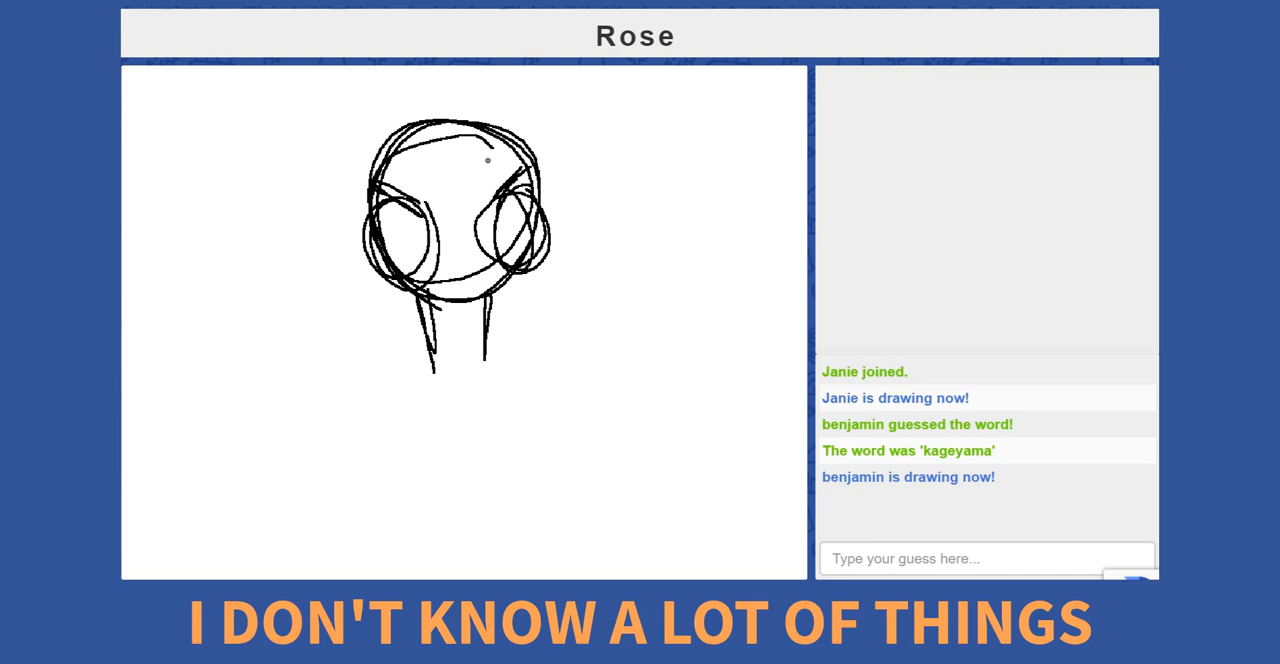 Rose
Janie joined.
Janie is drawing now!
benjamin guessed the word!
The word was 'kageyama'
benjamin is drawing now!
Type your guess here...
I DON'T KNOW A LOT OF THINGS